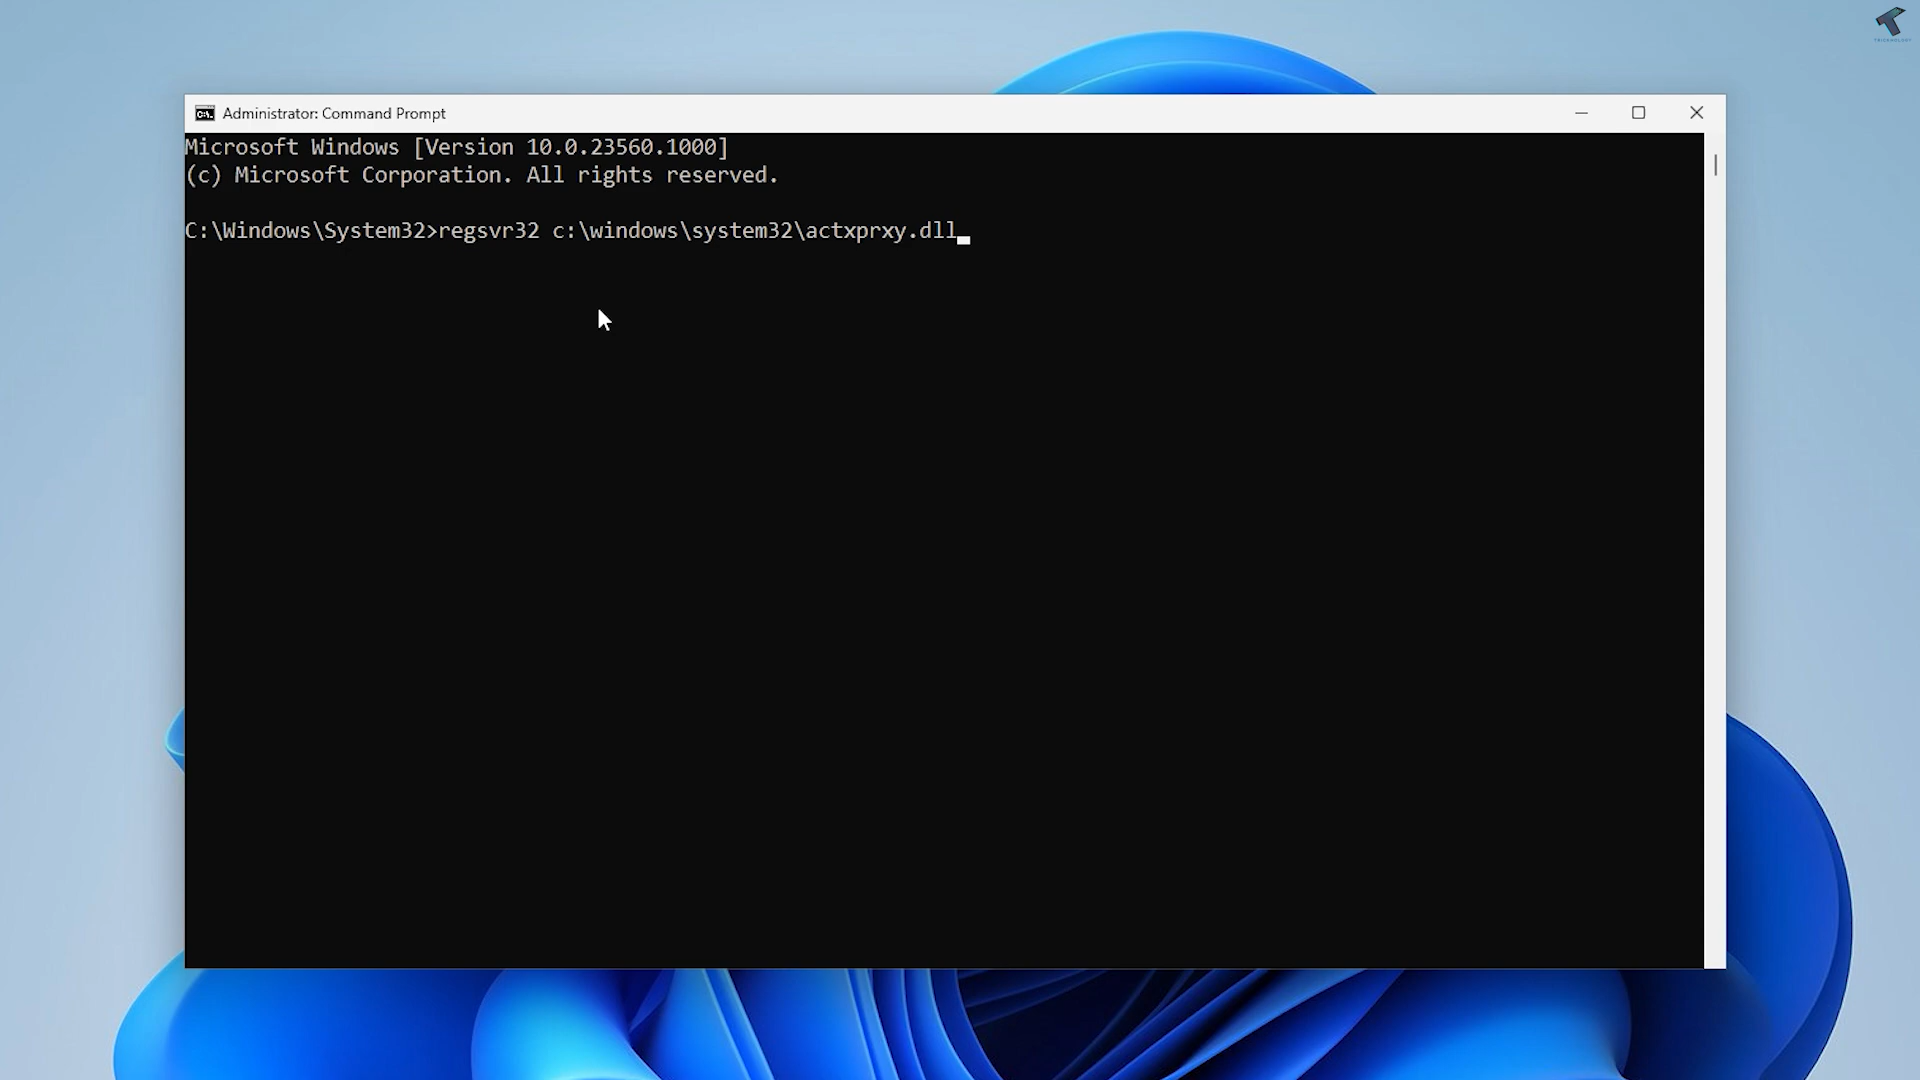 Administrator: Command Prompt
Microsoft Windows [Version 10.0.23560.1000]
(c) Microsoft Corporation. All rights reserved.
C:\Windows\System32>regsvr32 c:\windows\system32\actxprxy.dll